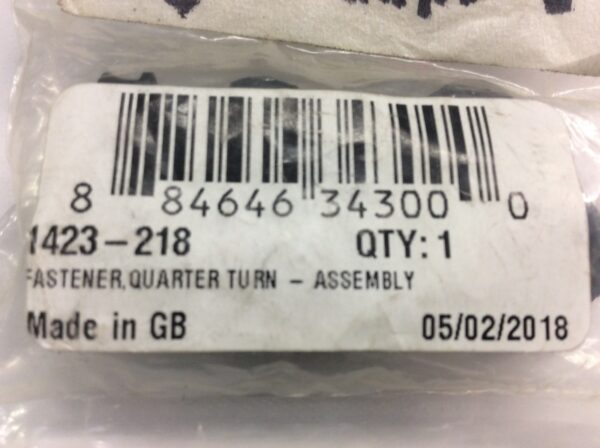 8 84646 34300 0
1423-218 QTY: 1
FASTENER, QUARTER TURN - ASSEMBLY
Made in GB 05/02/2018